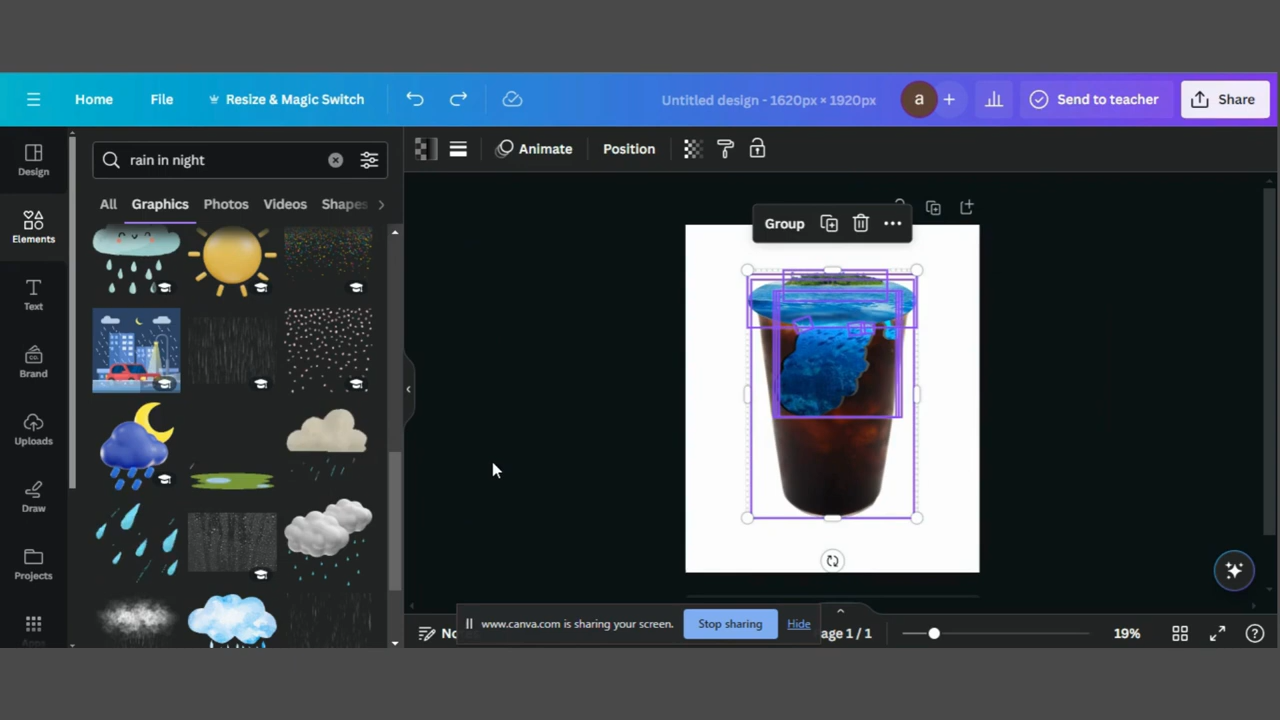 Home File Resize & Magic Switch Untitled design - 1620px × 1920px a Send to teacher Share
Animate Position
Design
Elements
Text
Brand
Uploads
Draw
Projects
Apps
rain in night
All Graphics Photos Videos Shapes
Group
www.canva.com is sharing your screen. Stop sharing Hide
age 1 / 1 19%